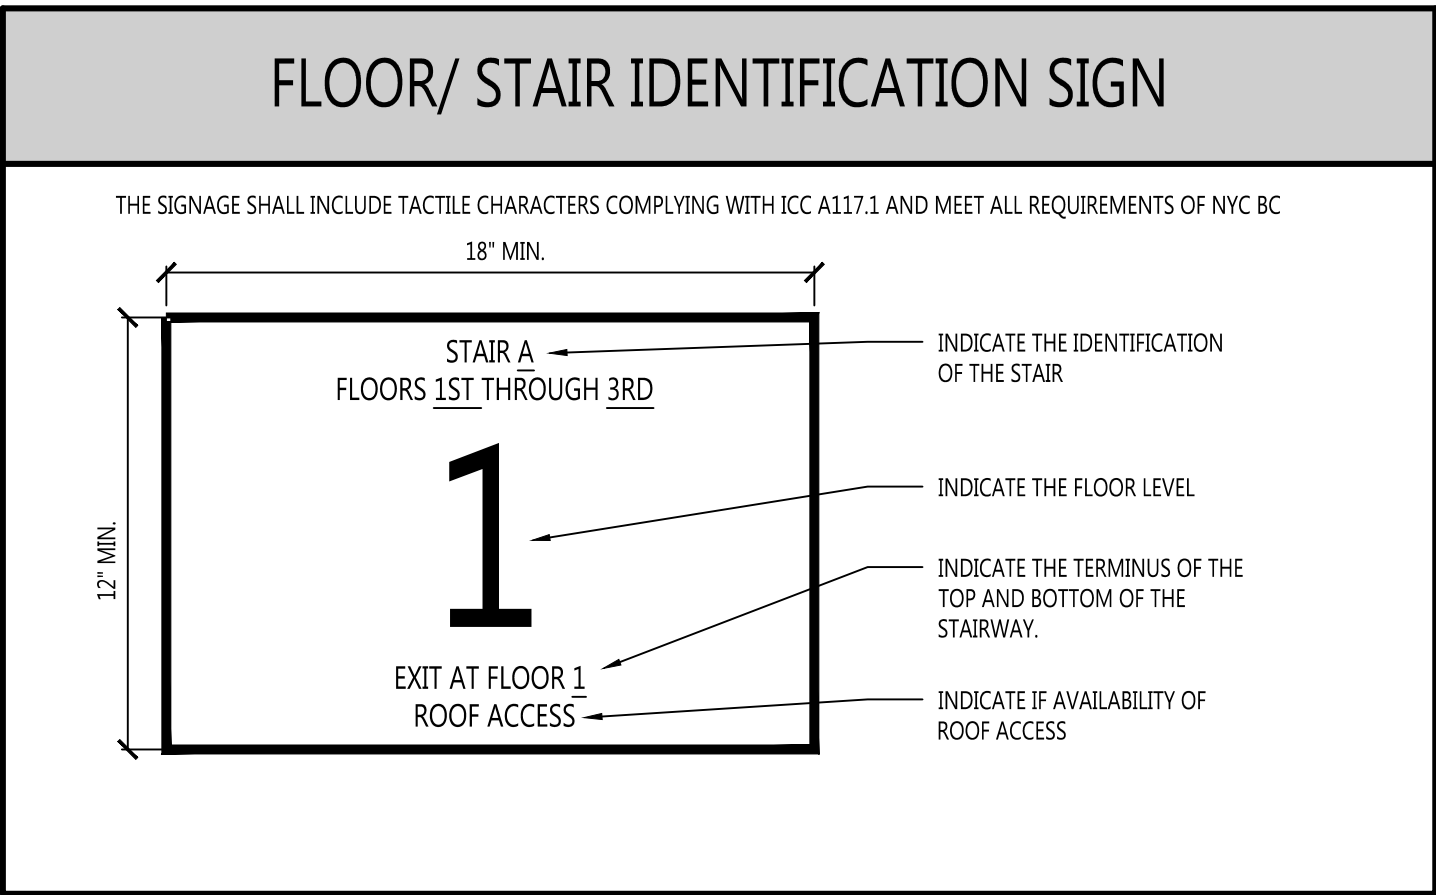 FLOOR/ STAIR IDENTIFICATION SIGN
THE SIGNAGE SHALL INCLUDE TACTILE CHARACTERS COMPLYING WITH ICC A117.1 AND MEET ALL REQUIREMENTS OF NYC BC
18" MIN.
12" MIN.
STAIR A
FLOORS 1ST THROUGH 3RD
1
EXIT AT FLOOR 1
ROOF ACCESS
INDICATE THE IDENTIFICATION
OF THE STAIR
INDICATE THE FLOOR LEVEL
INDICATE THE TERMINUS OF THE
TOP AND BOTTOM OF THE
STAIRWAY.
INDICATE IF AVAILABILITY OF
ROOF ACCESS